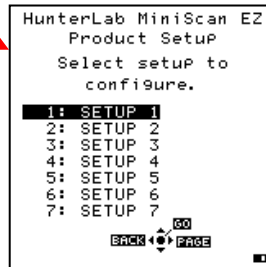 HunterLab MiniScan EZ
Product Setup
Select setup to
configure.
1: SETUP 1
2: SETUP 2
3: SETUP 3
4: SETUP 4
5: SETUP 5
6: SETUP 6
7: SETUP 7
GO
BACK PAGE